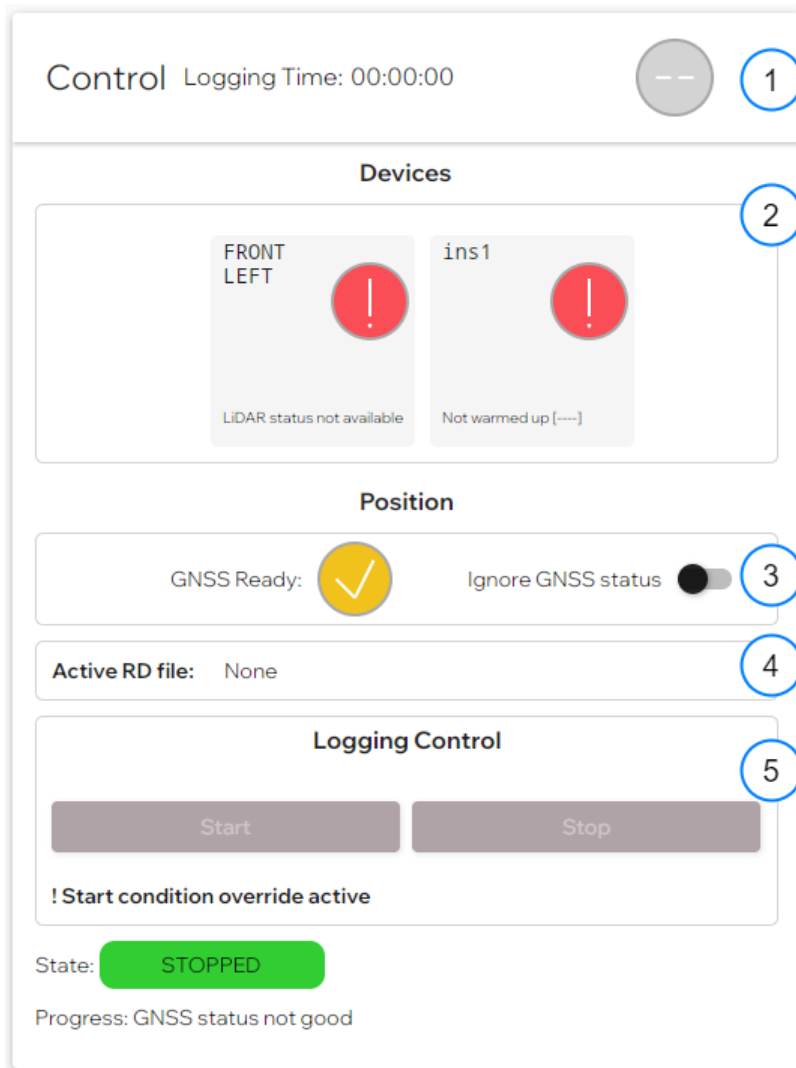 Control Logging Time: 00:00:00 -- 1
Devices
2
FRONT
LEFT
!
ins1
!
LiDAR status not available
Not warmed up [----]
Position
GNSS Ready:
Ignore GNSS status
3
Active RD file: None
4
Logging Control
5
Start
Stop
! Start condition override active
State: STOPPED
Progress: GNSS status not good